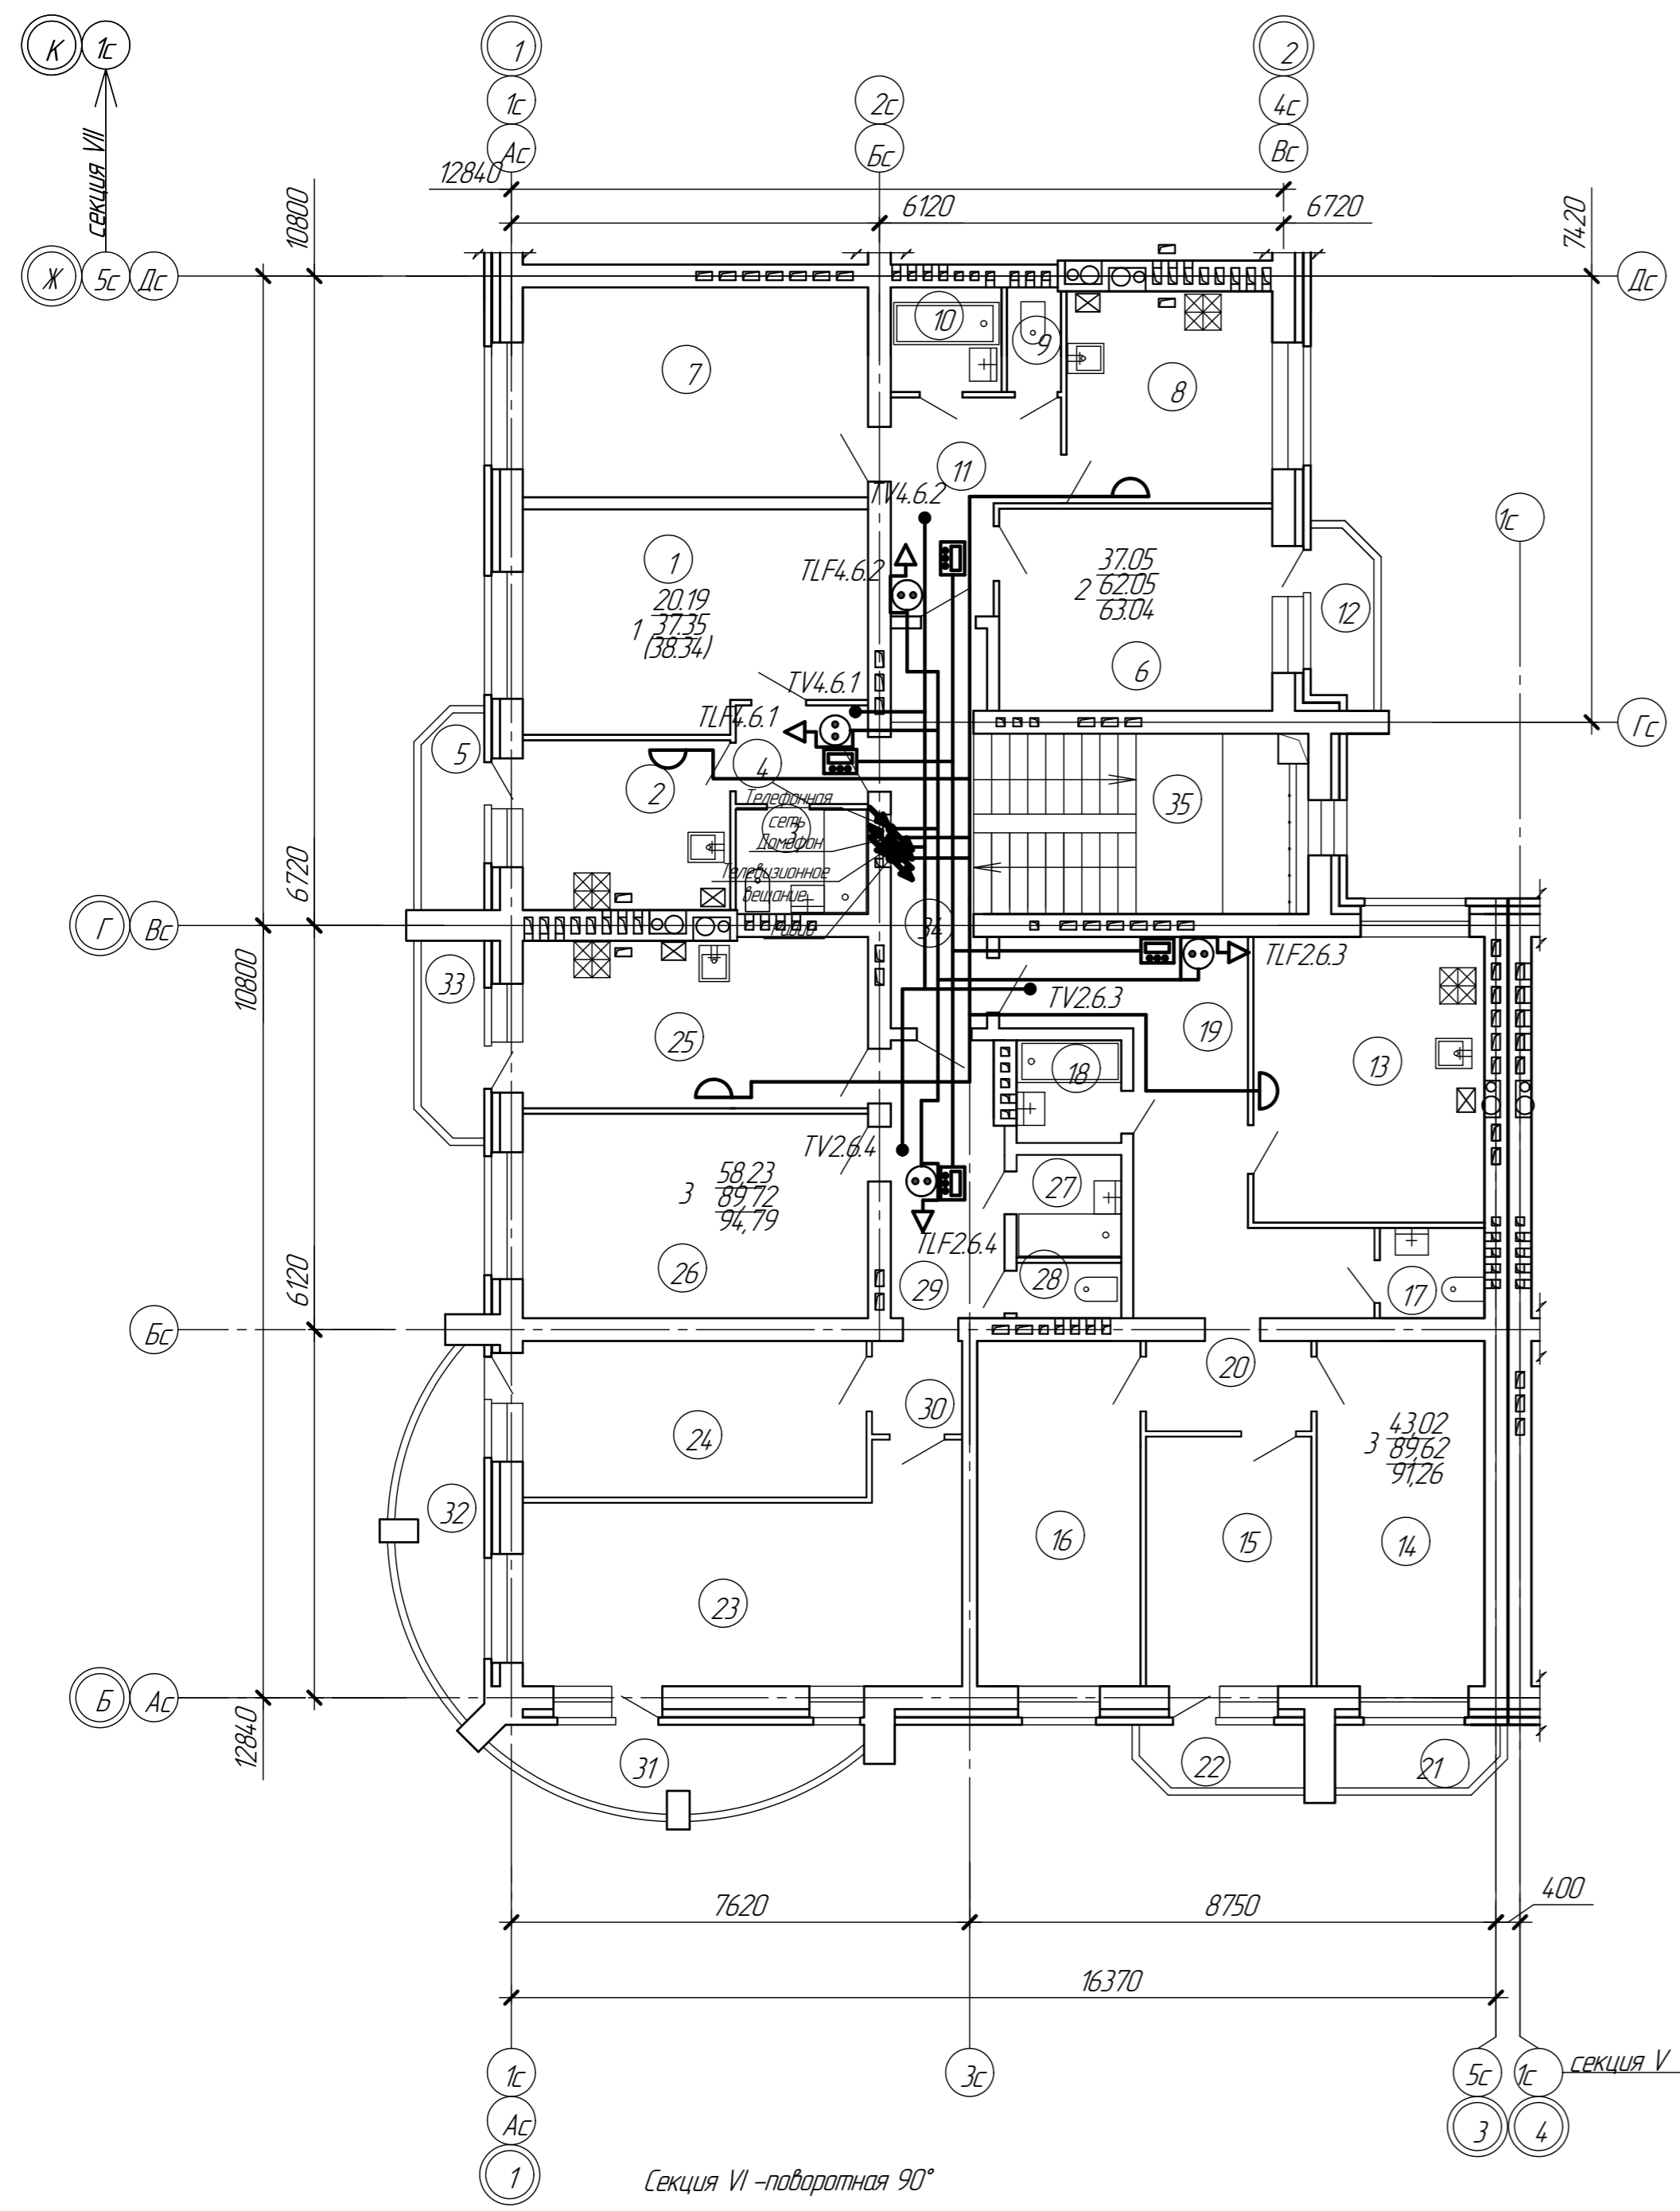 К 1с
1 2
1с 2с 4с
Ас Бс Вс
секция VII
12840
6120 6720
10800 7420
Ж 5с Дс Дс
10 9
7 8
11
TV4.6.2
1с
TLF4.6.2
1
20.19
1 37.35
(38.34)
37.05
2 62.05
63.04
12
6
TV4.6.1
TLF4.6.1
Гс
5 4
2 35
Телефонная
сеть
3
Домофон
Телевизионное
вещание
Радио
6720
Г Вс
34
TLF2.6.3
33
10800
TV2.6.3
25 19
18 13
TV2.6.4
58,23
3 89,72
94,79
27
TLF2.6.4
26 29 28 17
6120
Бс
20
30
24
43,02
3 89,62
91,26
32
16 15 14
23
Б Ас
12840
31 22 21
7620 8750 400
16370
1с 3с 5с 1с секция V
Ас
3 4
1
Секция VI -поворотная 90°